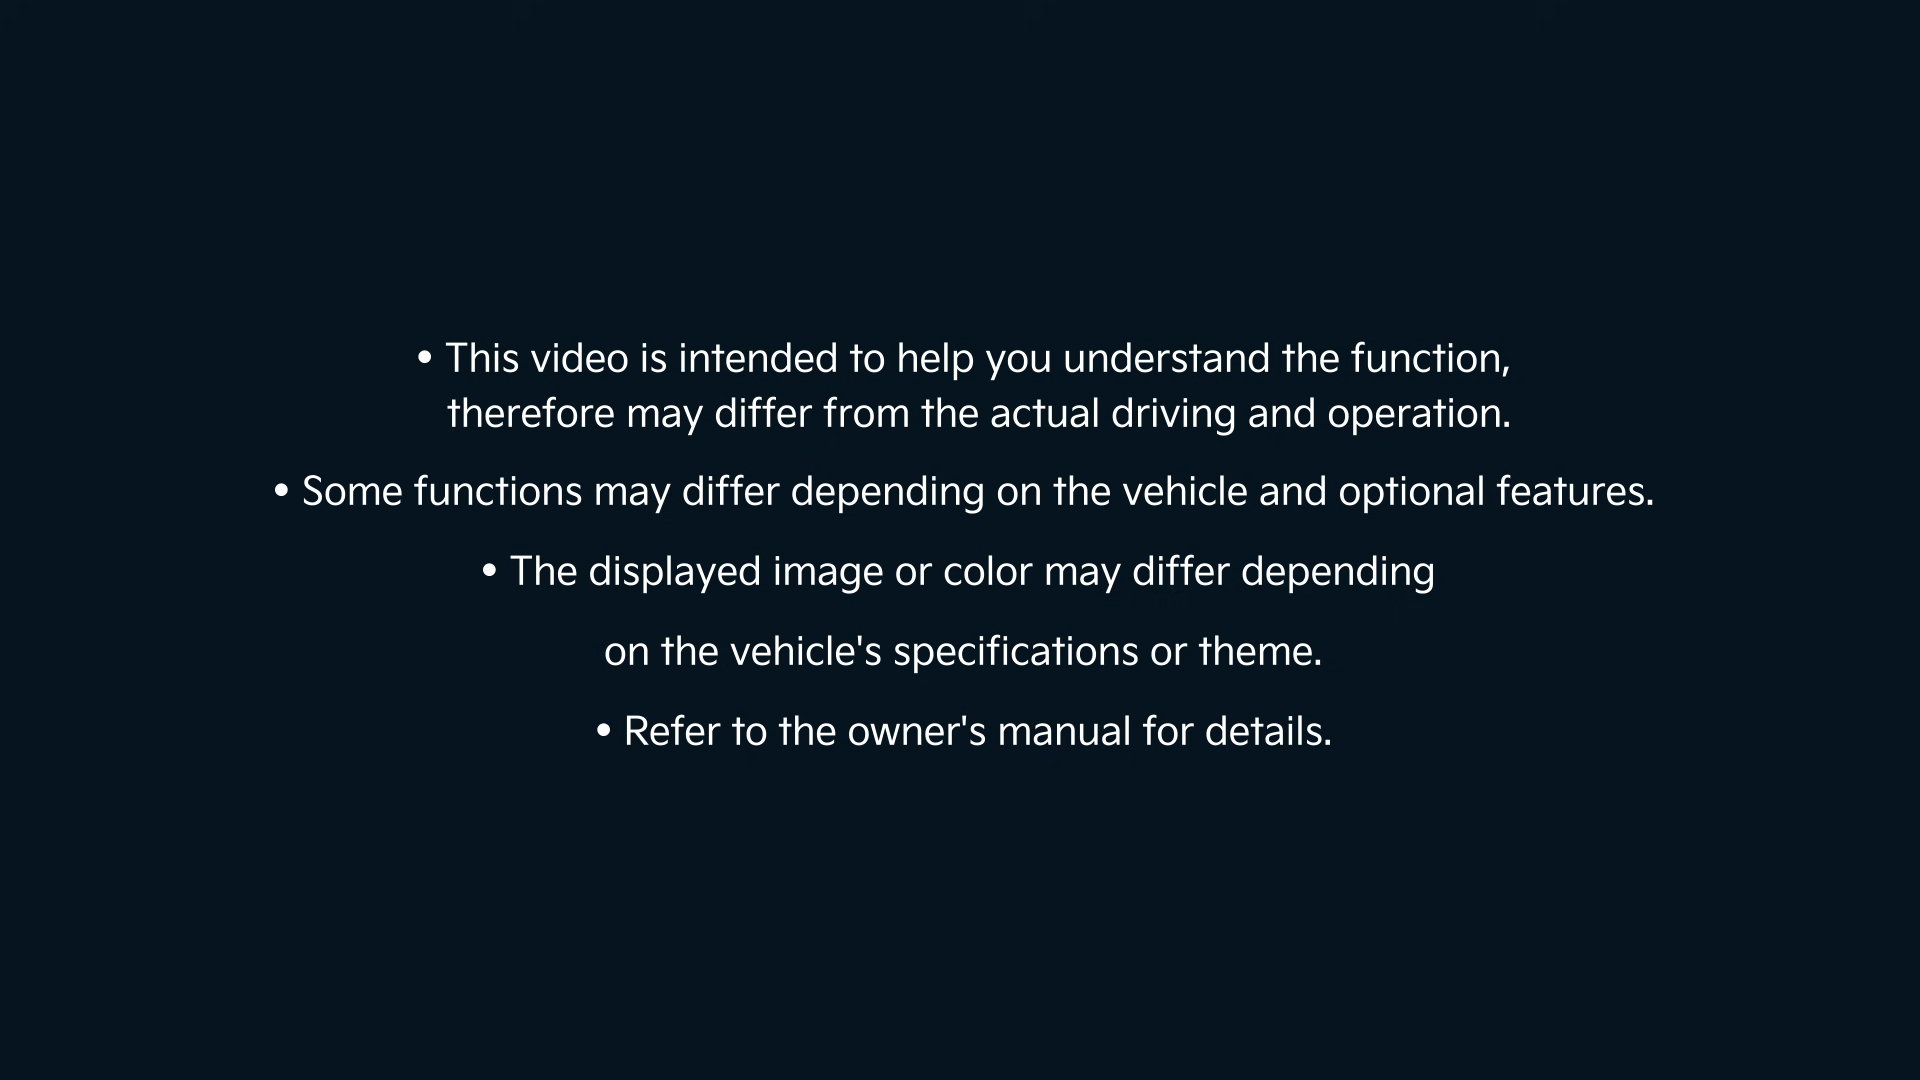 • This video is intended to help you understand the function,
therefore may differ from the actual driving and operation.
• Some functions may differ depending on the vehicle and optional features.
• The displayed image or color may differ depending
on the vehicle's specifications or theme.
• Refer to the owner's manual for details.